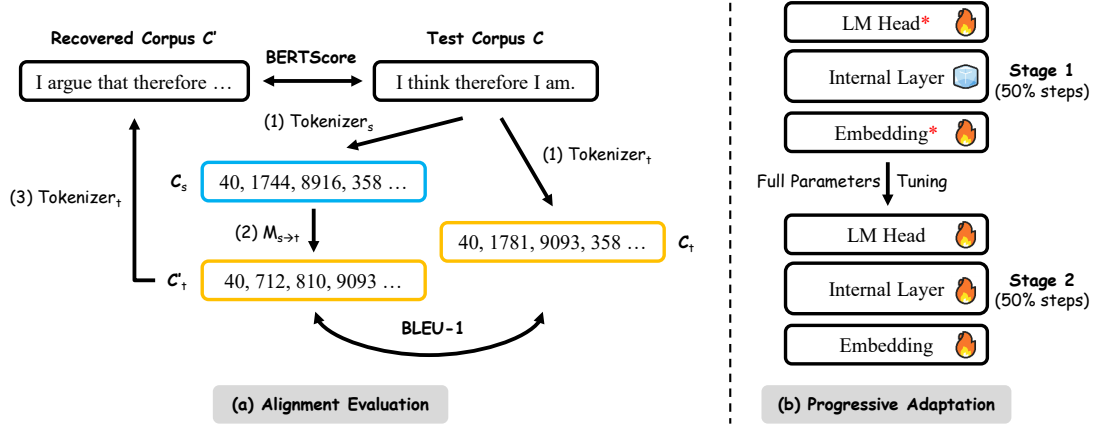 Recovered Corpus C'
BERTScore
Test Corpus C
I argue that therefore …
I think therefore I am.
(1) Tokenizerₛ
(1) Tokenizerₜ
(3) Tokenizerₜ
Cₛ
40, 1744, 8916, 358 …
(2) Mₛ→ₜ
40, 1781, 9093, 358 …
Cₜ
C'ₜ
40, 712, 810, 9093 …
BLEU-1
(a) Alignment Evaluation
LM Head*
Internal Layer
Stage 1
(50% steps)
Embedding*
Full Parameters
Tuning
LM Head
Internal Layer
Stage 2
(50% steps)
Embedding
(b) Progressive Adaptation